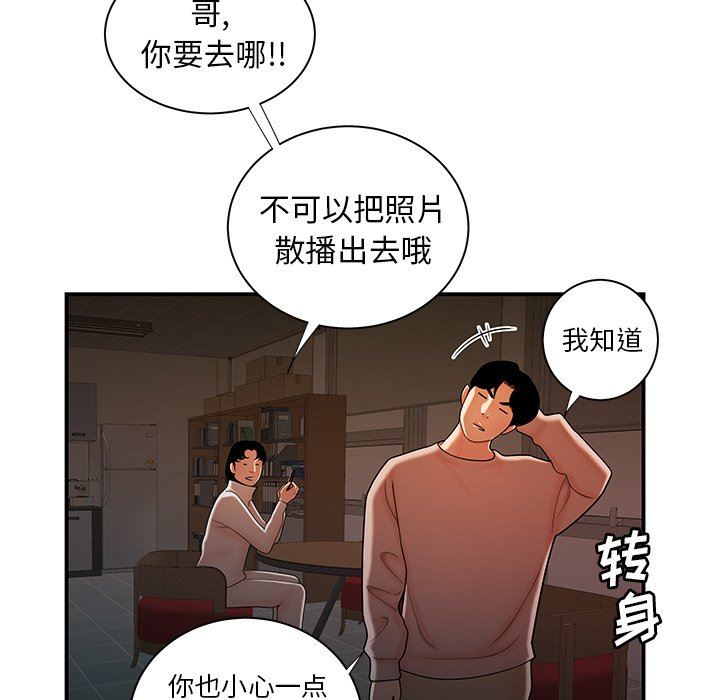 哥,
你要去哪!!
不可以把照片
散播出去哦
我知道
转
身
你也小心一点